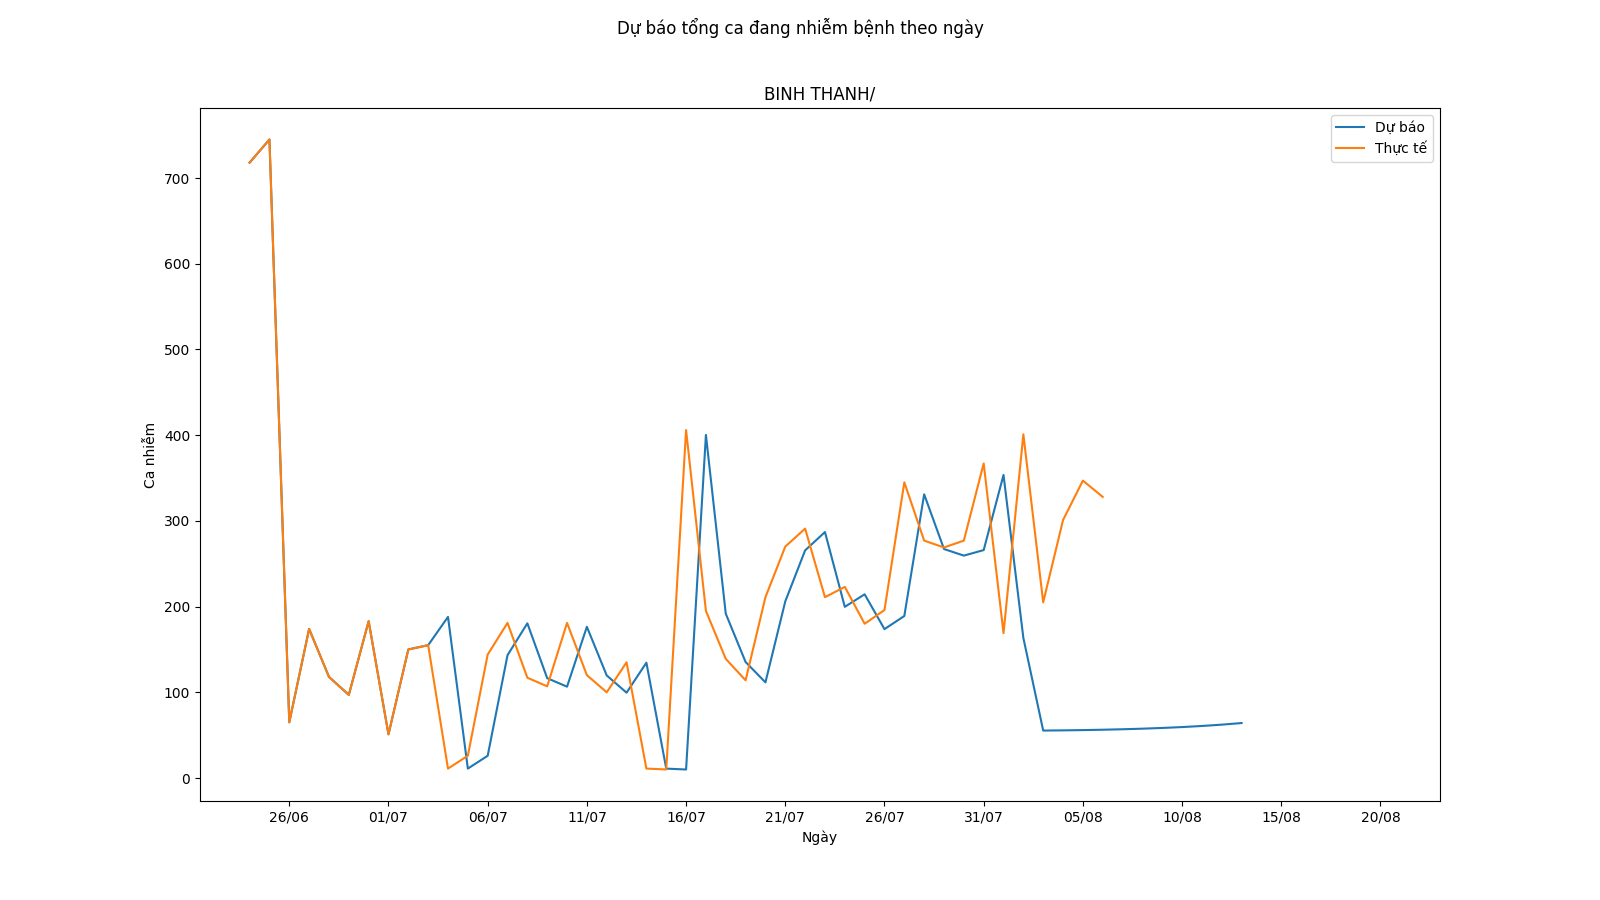 Dự báo tổng ca đang nhiễm bệnh theo ngày
BINH THANH/
Dự báo
Thực tế
700
600
500
400
300
200
100
0
Ca nhiễm
26/06 01/07 06/07 11/07 16/07 21/07 26/07 31/07 05/08 10/08 15/08 20/08
Ngày